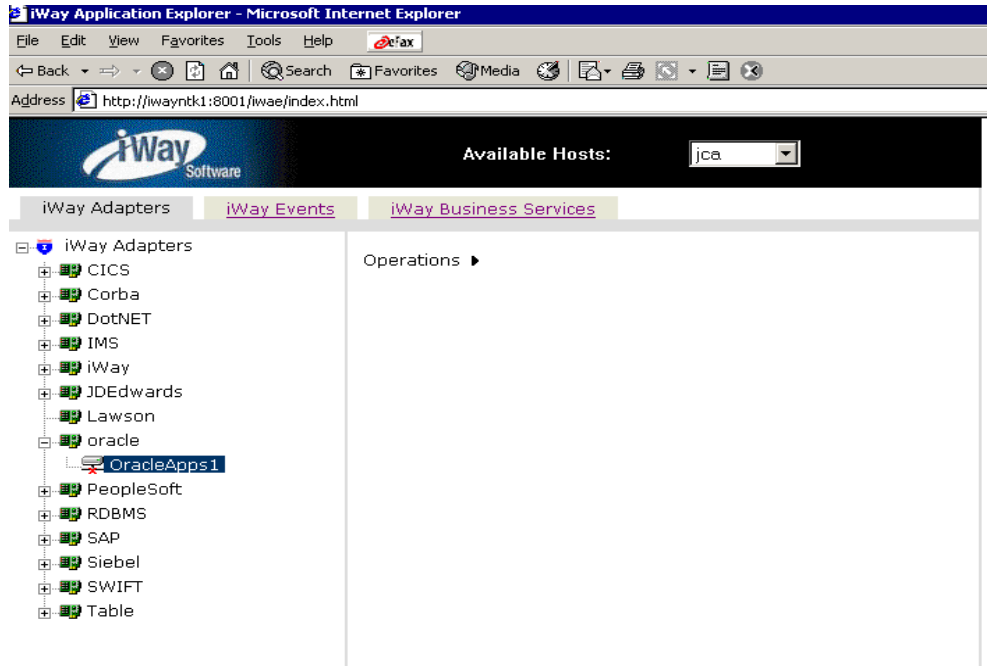 iWay Application Explorer - Microsoft Internet Explorer
File Edit View Favorites Tools Help eFax
Back Search Favorites Media
Address http://iwayntk1:8001/iwae/index.html
iWay Software Available Hosts: jca
iWay Adapters iWay Events iWay Business Services
iWay Adapters
Operations
CICS
Corba
DotNET
IMS
iWay
JDEdwards
Lawson
oracle
OracleApps1
PeopleSoft
RDBMS
SAP
Siebel
SWIFT
Table